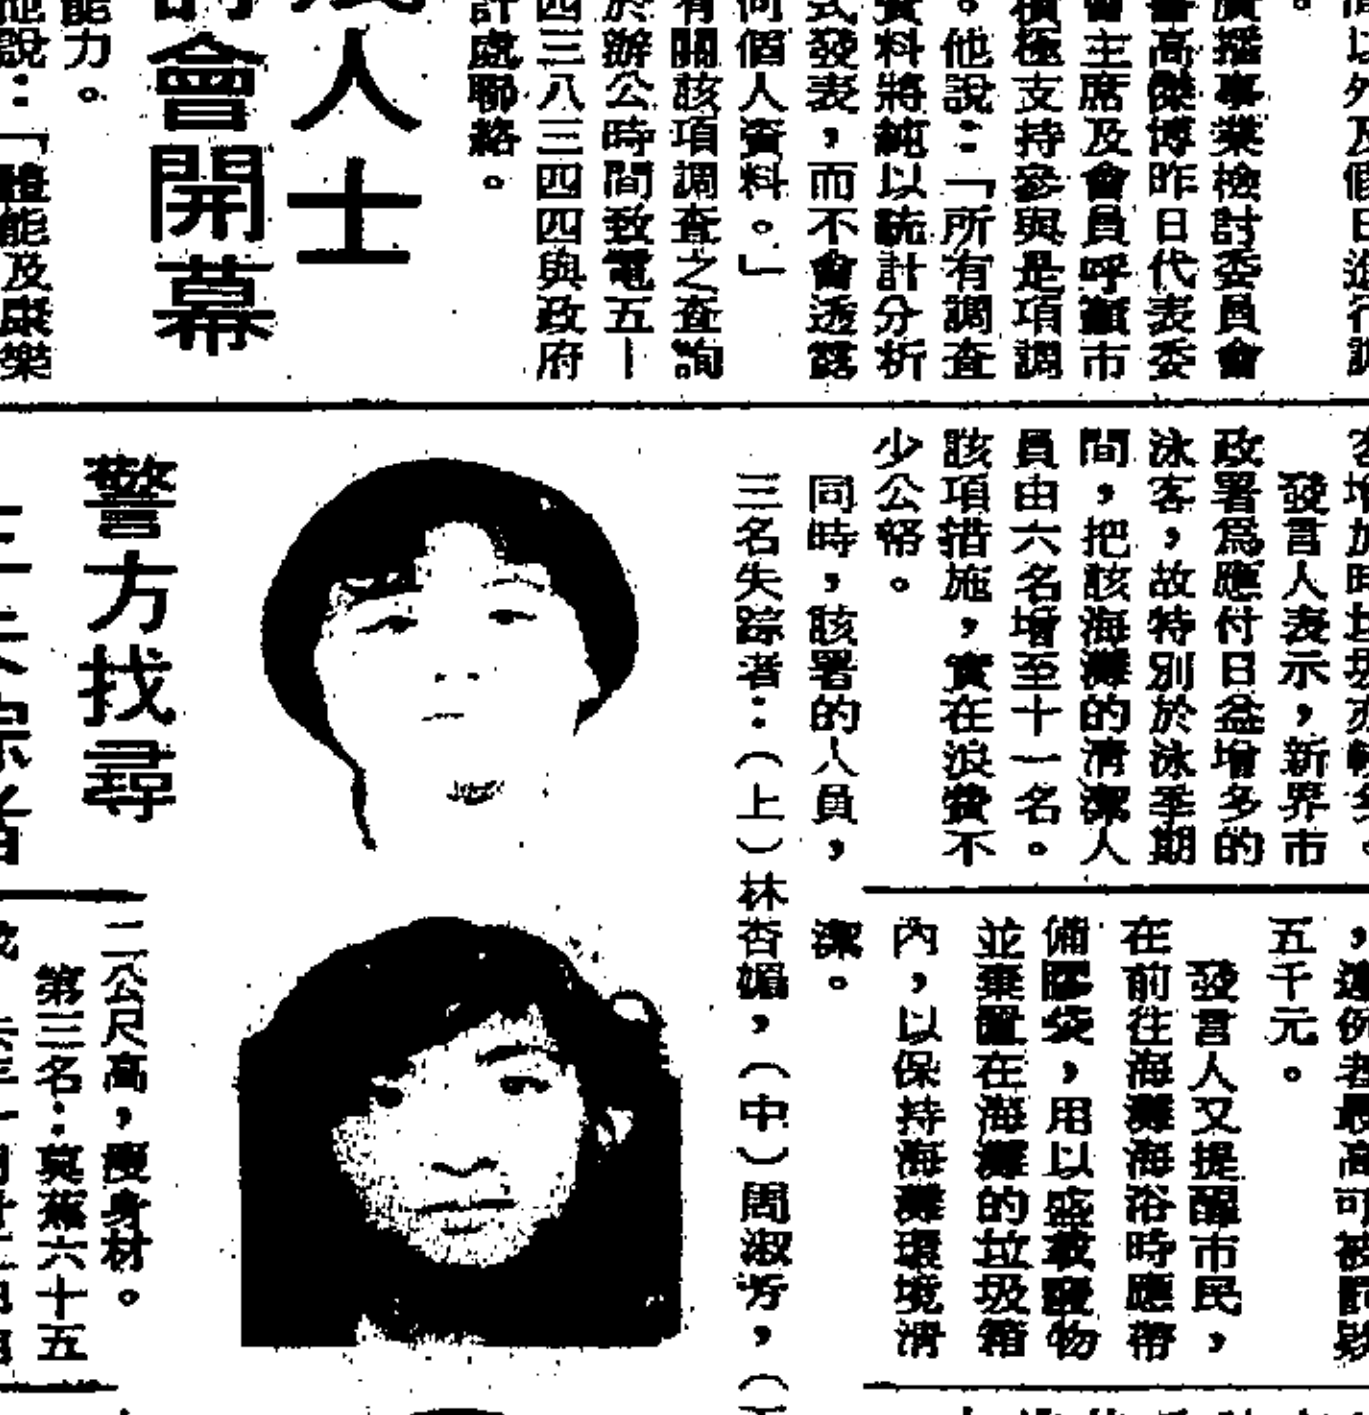 廣播事業檢討委員會
書高傑博昨日代表委
會主席及會員呼籲市
積極支持參與是項調
。他說：「所有調查
資料將純以統計分析
式發表，而不會透露
何個人資料。」
有關該項調查之查詢
於辦公時間致電五—
四三八三四四與政府
計處聯絡。
人士
會開幕
能力。
他說：「體能及康樂
發言人表示，新界市
政署為應付日益增多的
泳客，故特別於泳季期
間，把該海灘的清潔人
員由六名增至十一名。
該項措施，實在浪費不
少公帑。
同時，該署的人員，
五千元。
發言人又提醒市民，
在前往海灘海浴時應帶
備膠袋，用以盛載廢物
並棄置在海灘的垃圾箱
內，以保持海灘環境清
潔。
三名失踪者：（上）林杏媚，（中）周淑芳，（
警方找尋
二公尺高，瘦身材。
第三名：莫蘇六十五